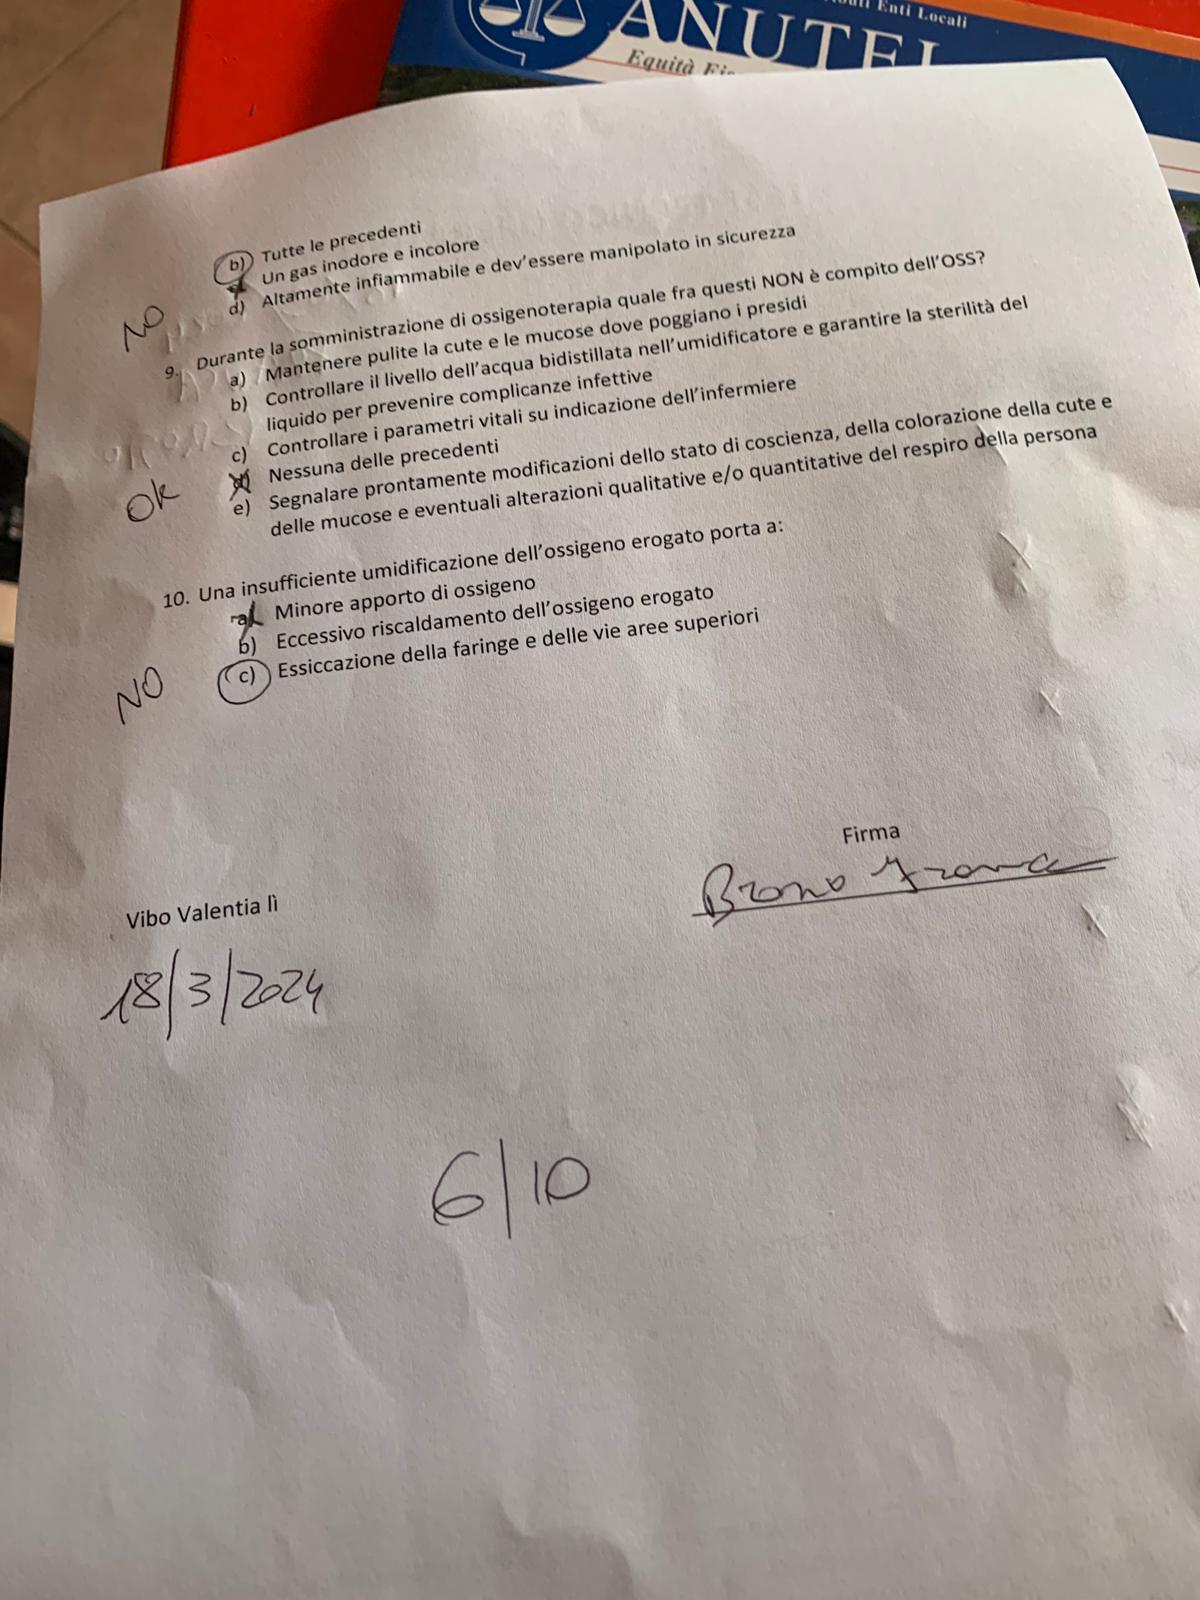 Enti Locali
ANUTEL
Equità
b) Tutte le precedenti
Un gas inodore e incolore
d) Altamente infiammabile e dev'essere manipolato in sicurezza
NO
9. Durante la somministrazione di ossigenoterapia quale fra questi NON è compito dell'OSS?
a) Mantenere pulite la cute e le mucose dove poggiano i presidi
b) Controllare il livello dell'acqua bidistillata nell'umidificatore e garantire la sterilità del
liquido per prevenire complicanze infettive
c) Controllare i parametri vitali su indicazione dell'infermiere
d) Nessuna delle precedenti
e) Segnalare prontamente modificazioni dello stato di coscienza, della colorazione della cute e
delle mucose e eventuali alterazioni qualitative e/o quantitative del respiro della persona
Ok
10. Una insufficiente umidificazione dell'ossigeno erogato porta a:
a) Minore apporto di ossigeno
b) Eccessivo riscaldamento dell'ossigeno erogato
c) Essiccazione della faringe e delle vie aree superiori
NO
Firma
Vibo Valentia lì
18/3/2024
6/10